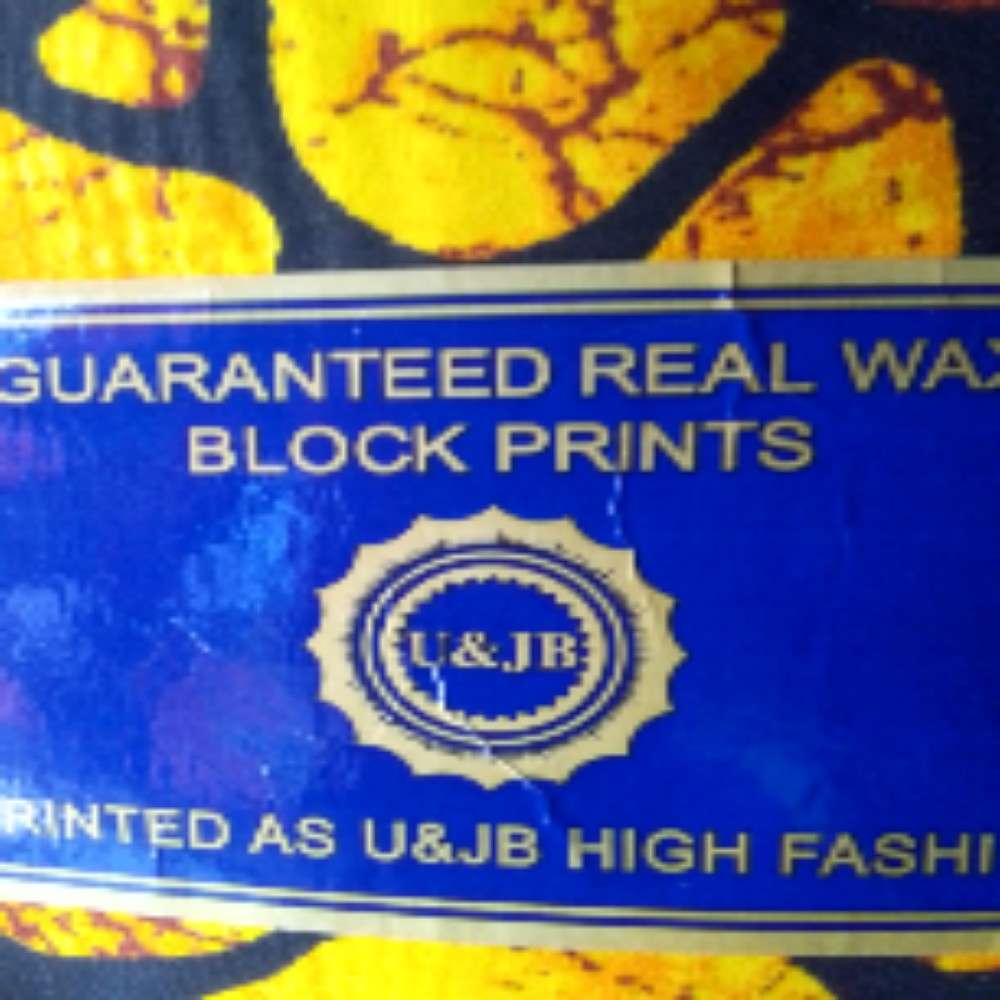 GUARANTEED REAL WAX
BLOCK PRINTS
U&JB
RINTED AS U&JB HIGH FASHI